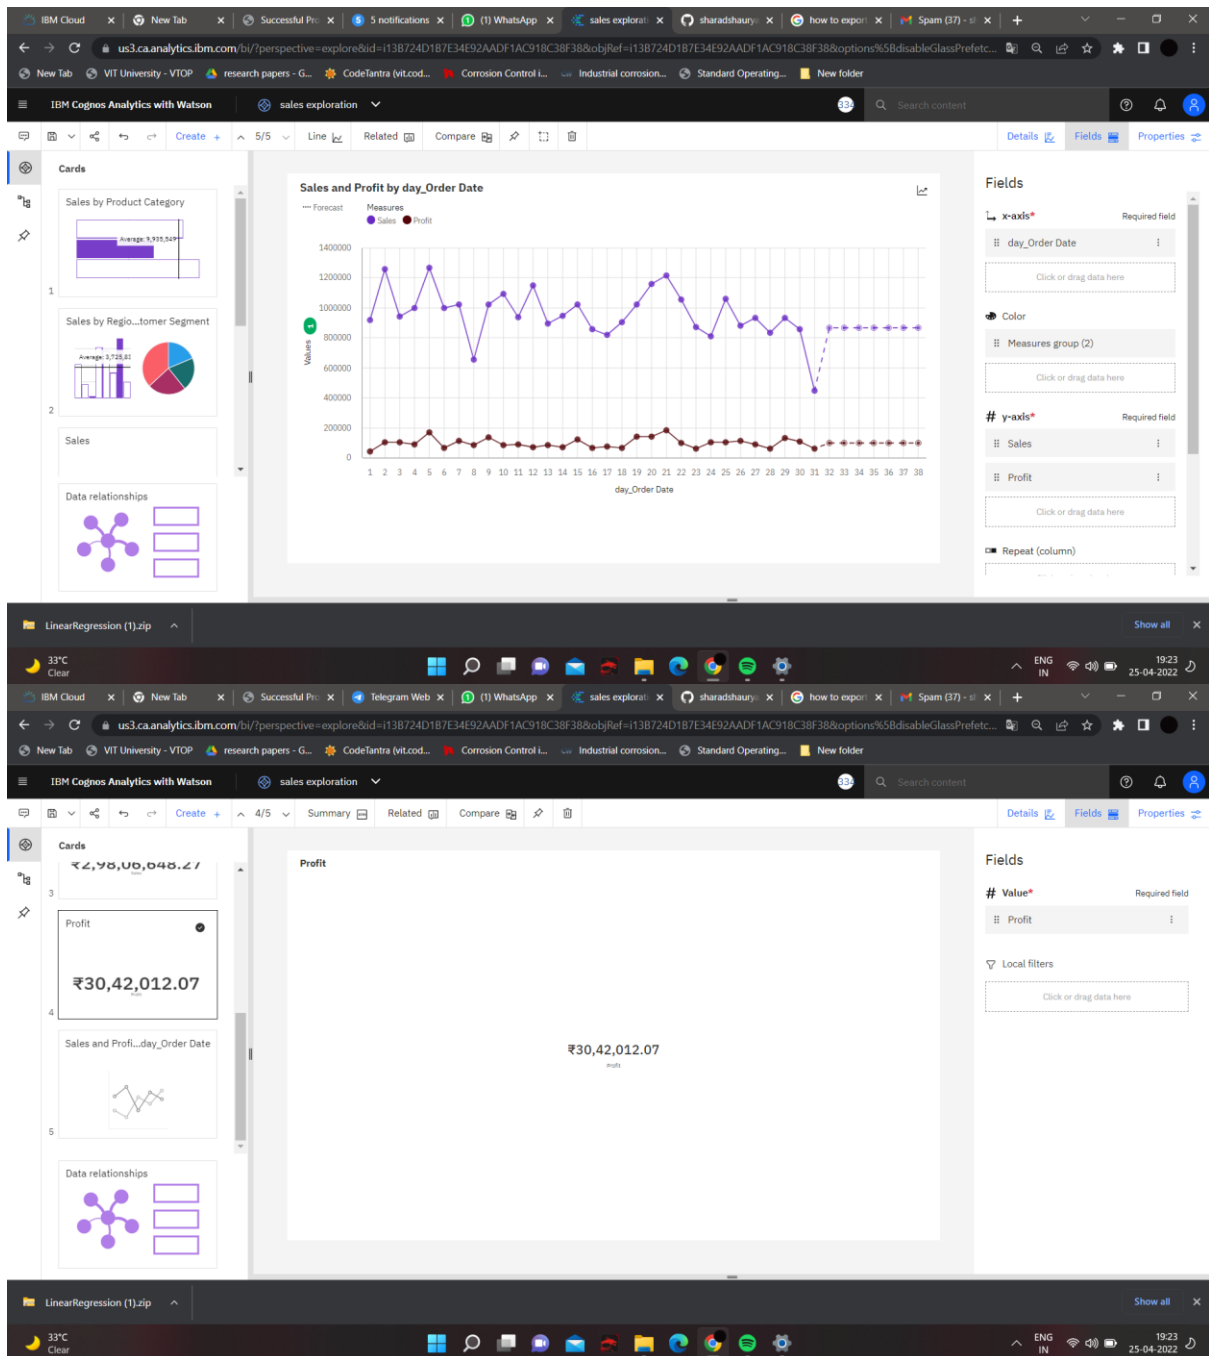 IBM Cloud
New Tab
Successful Pro
5 notifications
(1) WhatsApp
sales explorati
sharadshaurya
how to export
Spam (37) - s
us3.ca.analytics.ibm.com/bi/?perspective=explore&id=i13B724D1B7E34E92AADF1AC918C38F38&objRef=i13B724D1B7E34E92AADF1AC918C38F38&options%5BdisableGlassPrefetc...
New Tab
VIT University - VTOP
research papers - G...
CodeTantra (vit.cod...
Corrosion Control i...
Industrial corrosion...
Standard Operating...
New folder
IBM Cognos Analytics with Watson
sales exploration
334
Search content
Create +
5/5
Line
Related
Compare
Details
Fields
Properties
Cards
Sales by Product Category
Average: 9,935,549
1
Sales by Regio...tomer Segment
Average: 3,725,81
2
Sales
Data relationships
Sales and Profit by day_Order Date
Forecast
Measures
Sales
Profit
1400000
1200000
1000000
800000
600000
400000
200000
0
Values
1 2 3 4 5 6 7 8 9 10 11 12 13 14 15 16 17 18 19 20 21 22 23 24 25 26 27 28 29 30 31 32 33 34 35 36 37 38
day_Order Date
Fields
x-axis*
Required field
day_Order Date
Click or drag data here
Color
Measures group (2)
Click or drag data here
# y-axis*
Required field
Sales
Profit
Click or drag data here
Repeat (column)
LinearRegression (1).zip
Show all
33°C
Clear
ENG
IN
19:23
25-04-2022
IBM Cloud
New Tab
Successful Pro
Telegram Web
(1) WhatsApp
sales explorati
sharadshaurya
how to export
Spam (37) - s
us3.ca.analytics.ibm.com/bi/?perspective=explore&id=i13B724D1B7E34E92AADF1AC918C38F38&objRef=i13B724D1B7E34E92AADF1AC918C38F38&options%5BdisableGlassPrefetc...
New Tab
VIT University - VTOP
research papers - G...
CodeTantra (vit.cod...
Corrosion Control i...
Industrial corrosion...
Standard Operating...
New folder
IBM Cognos Analytics with Watson
sales exploration
334
Search content
Create +
4/5
Summary
Related
Compare
Details
Fields
Properties
Cards
₹2,98,06,648.27
3
Profit
₹30,42,012.07
Profit
4
Sales and Profi...day_Order Date
5
Data relationships
Profit
₹30,42,012.07
Profit
Fields
# Value*
Required field
Profit
Local filters
Click or drag data here
LinearRegression (1).zip
Show all
33°C
Clear
ENG
IN
19:23
25-04-2022